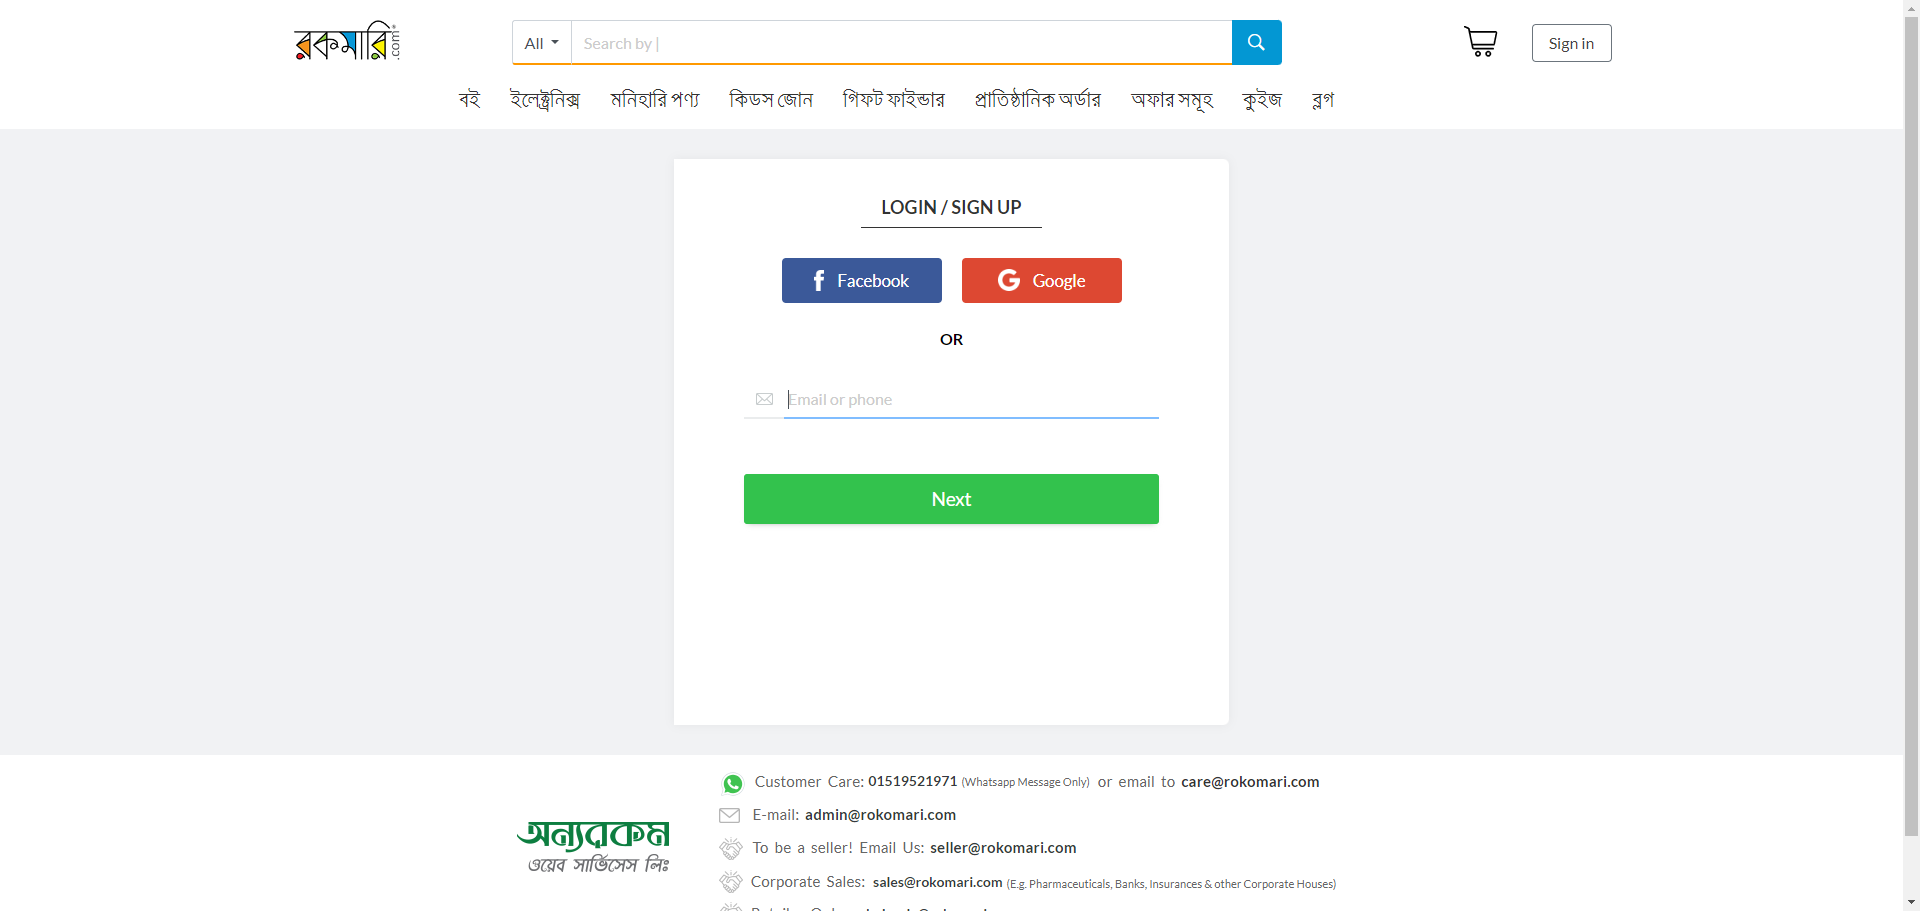 রকমারি.com
All
Search by |
Sign in
বই ইলেক্ট্রনিক্স মনিহারি পণ্য কিডস জোন গিফট ফাইন্ডার প্রাতিষ্ঠানিক অর্ডার অফার সমূহ কুইজ ব্লগ
LOGIN / SIGN UP
Facebook
Google
OR
Email or phone
Next
অন্যরকম
ওয়েব সার্ভিসেস লিঃ
Customer Care: 01519521971 (Whatsapp Message Only) or email to care@rokomari.com
E-mail: admin@rokomari.com
To be a seller! Email Us: seller@rokomari.com
Corporate Sales: sales@rokomari.com (E.g. Pharmaceuticals, Banks, Insurances & other Corporate Houses)